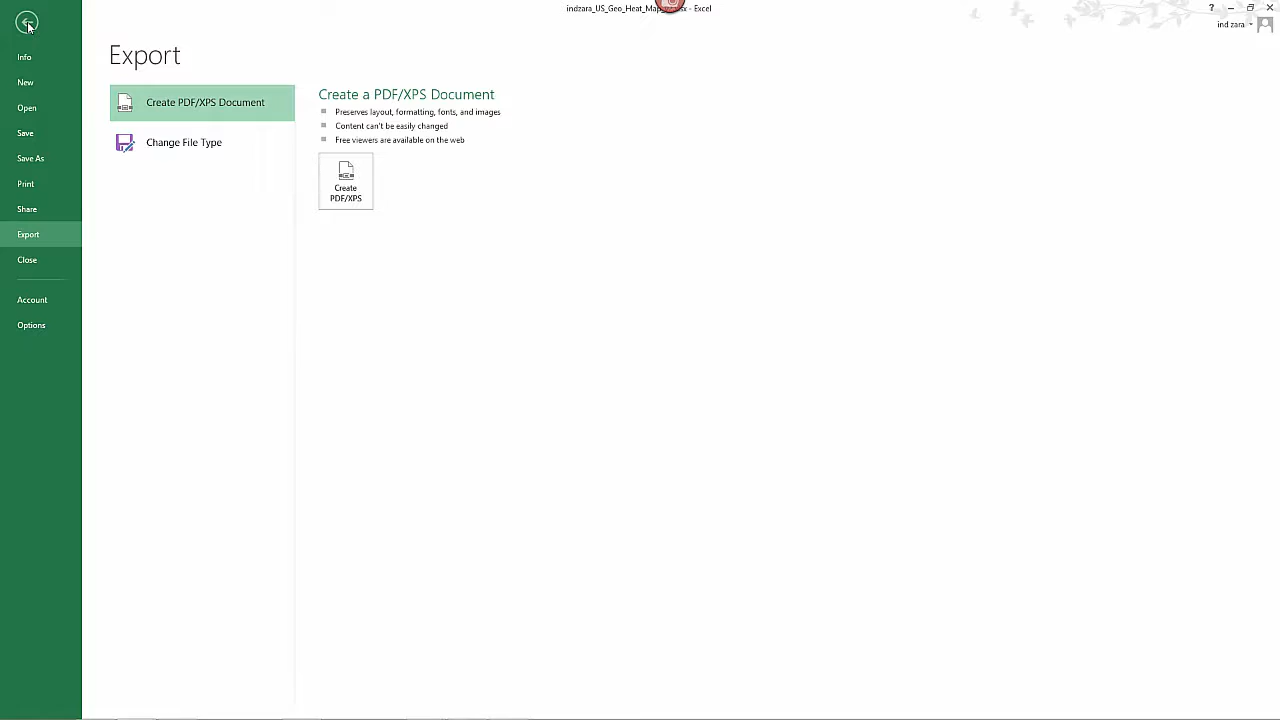 indzara_US_Geo_Heat_Map
x - Excel
?
ind zara
Info
New
Open
Save
Save As
Print
Share
Export
Close
Account
Options
Export
Create PDF/XPS Document
Change File Type
Create a PDF/XPS Document
Preserves layout, formatting, fonts, and images
Content can't be easily changed
Free viewers are available on the web
Create
PDF/XPS